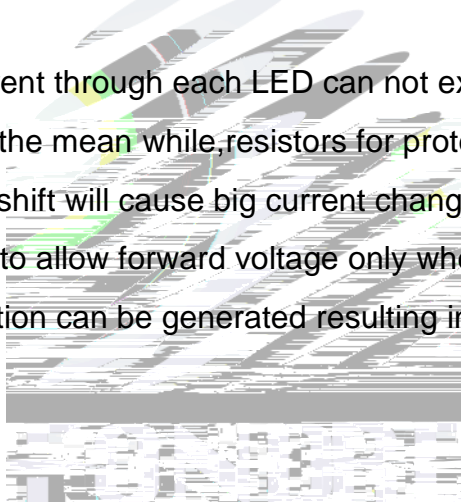 ent through each LED can not ex
the mean while,resistors for prote
shift will cause big current chang
to allow forward voltage only whe
tion can be generated resulting in